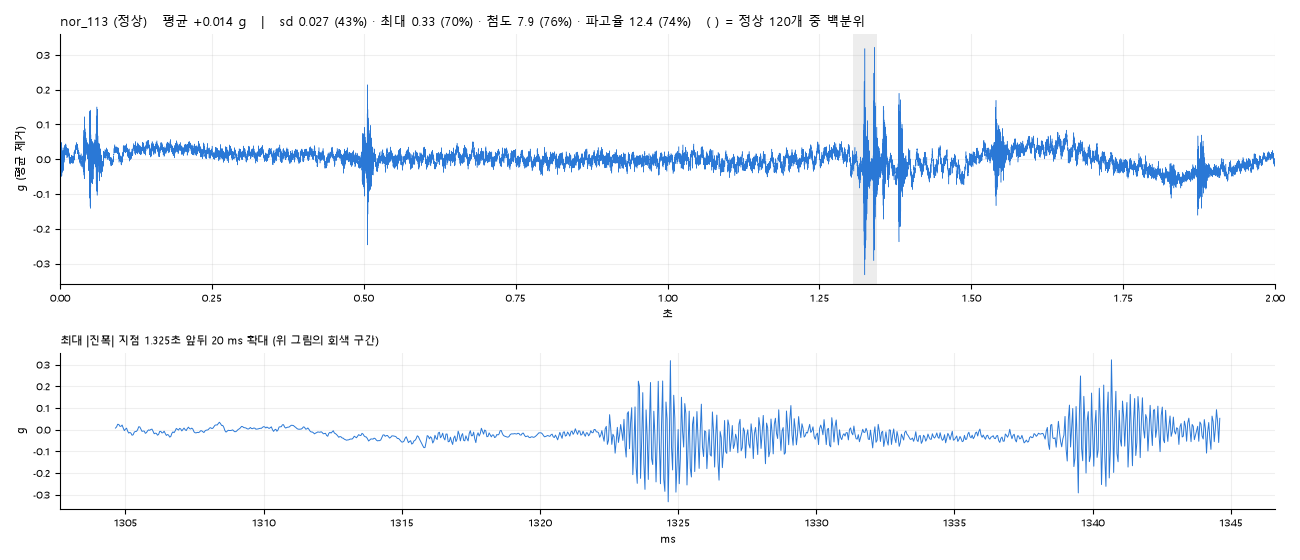 nor_113 (정상) 평균 +0.014 g | sd 0.027 (43%) · 최대 0.33 (70%) · 첨도 7.9 (76%) · 파고율 12.4 (74%) ( ) = 정상 120개 중 백분위
g (평균 제거)
0.3
0.2
0.1
0.0
-0.1
-0.2
-0.3
0.00 0.25 0.50 0.75 1.00 1.25 1.50 1.75 2.00
초
최대 |진폭| 지점 1.325초 앞뒤 20 ms 확대 (위 그림의 회색 구간)
g
0.3
0.2
0.1
0.0
-0.1
-0.2
-0.3
1305 1310 1315 1320 1325 1330 1335 1340 1345
ms